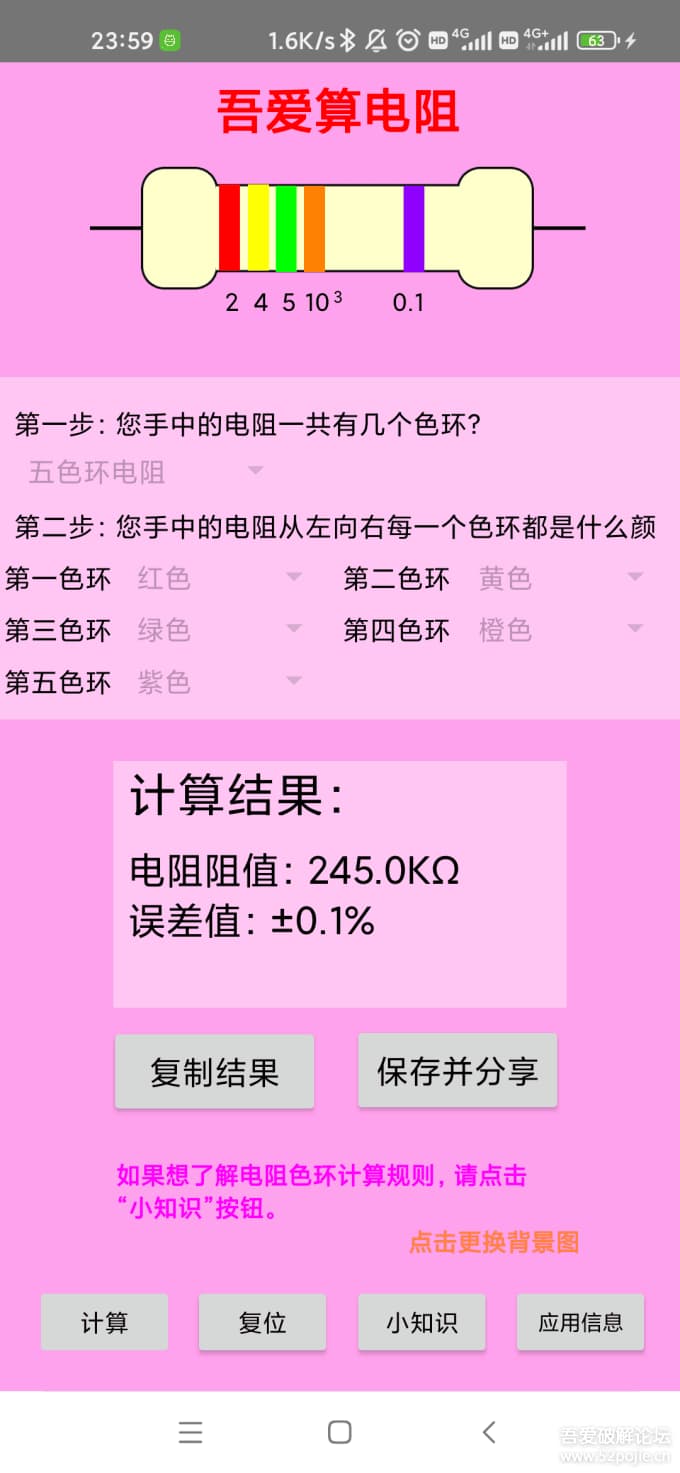 23:59 1.6K/s HD 4G HD 4G+ 63
吾爱算电阻
2 4 5 10³ 0.1
第一步：您手中的电阻一共有几个色环?
五色环电阻
第二步：您手中的电阻从左向右每一个色环都是什么颜
第一色环 红色 第二色环 黄色
第三色环 绿色 第四色环 橙色
第五色环 紫色
计算结果：
电阻阻值：245.0KΩ
误差值：±0.1%
复制结果 保存并分享
如果想了解电阻色环计算规则，请点击
“小知识”按钮。
点击更换背景图
计算 复位 小知识 应用信息
吾爱破解论坛
www.52pojie.cn